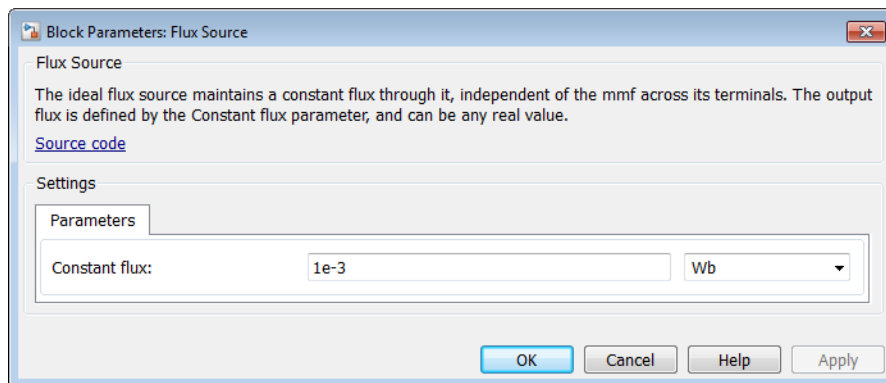 Block Parameters: Flux Source
Flux Source
The ideal flux source maintains a constant flux through it, independent of the mmf across its terminals. The output
flux is defined by the Constant flux parameter, and can be any real value.
Source code
Settings
Parameters
Constant flux: 1e-3 Wb
OK Cancel Help Apply